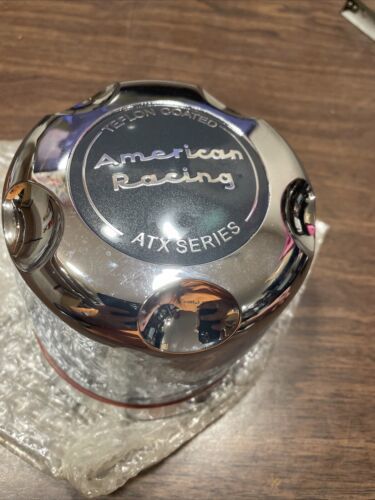 TEFLON COATED
American
Racing
ATX SERIES